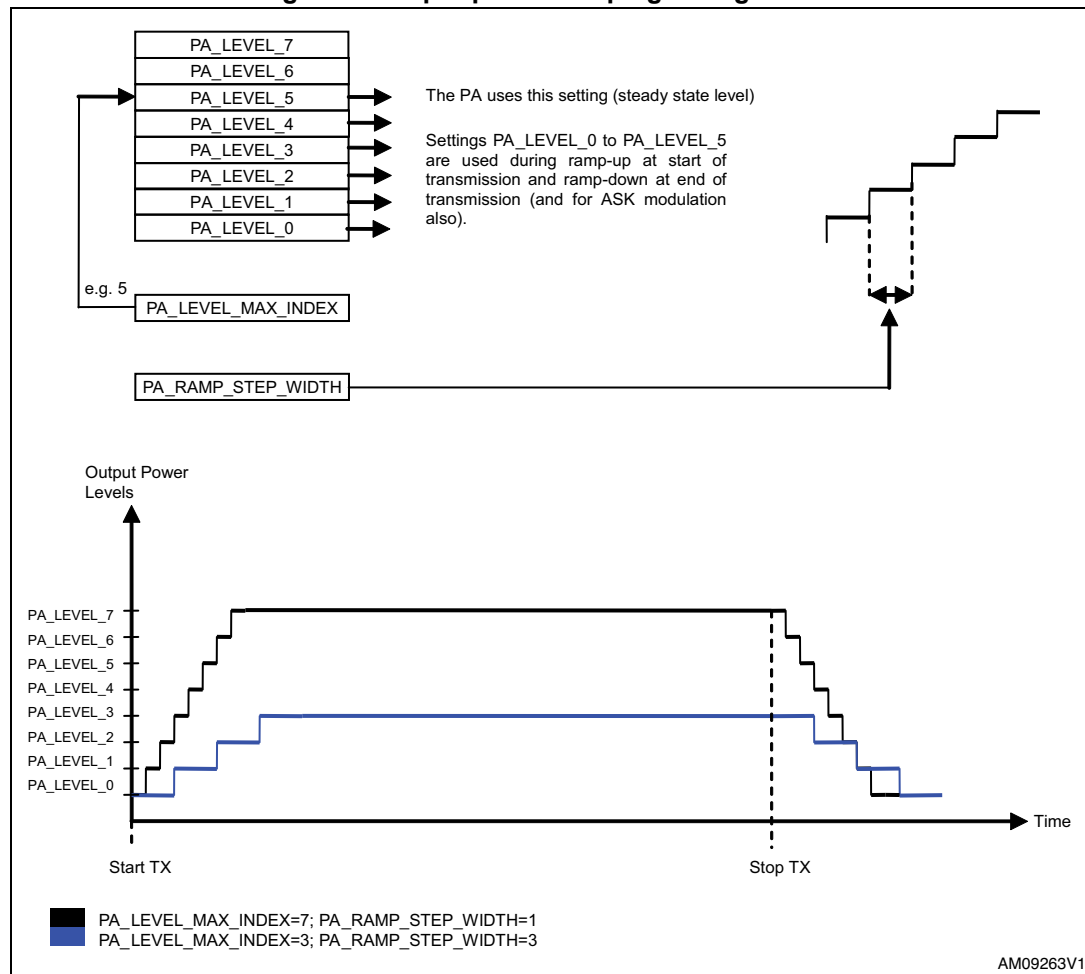 PA_LEVEL_7
PA_LEVEL_6
PA_LEVEL_5
PA_LEVEL_4
PA_LEVEL_3
PA_LEVEL_2
PA_LEVEL_1
PA_LEVEL_0
The PA uses this setting (steady state level)
Settings PA_LEVEL_0 to PA_LEVEL_5
are used during ramp-up at start of
transmission and ramp-down at end of
transmission (and for ASK modulation
also).
e.g. 5
PA_LEVEL_MAX_INDEX
PA_RAMP_STEP_WIDTH
Output Power
Levels
PA_LEVEL_7
PA_LEVEL_6
PA_LEVEL_5
PA_LEVEL_4
PA_LEVEL_3
PA_LEVEL_2
PA_LEVEL_1
PA_LEVEL_0
Time
Start TX
Stop TX
PA_LEVEL_MAX_INDEX=7; PA_RAMP_STEP_WIDTH=1
PA_LEVEL_MAX_INDEX=3; PA_RAMP_STEP_WIDTH=3
AM09263V1